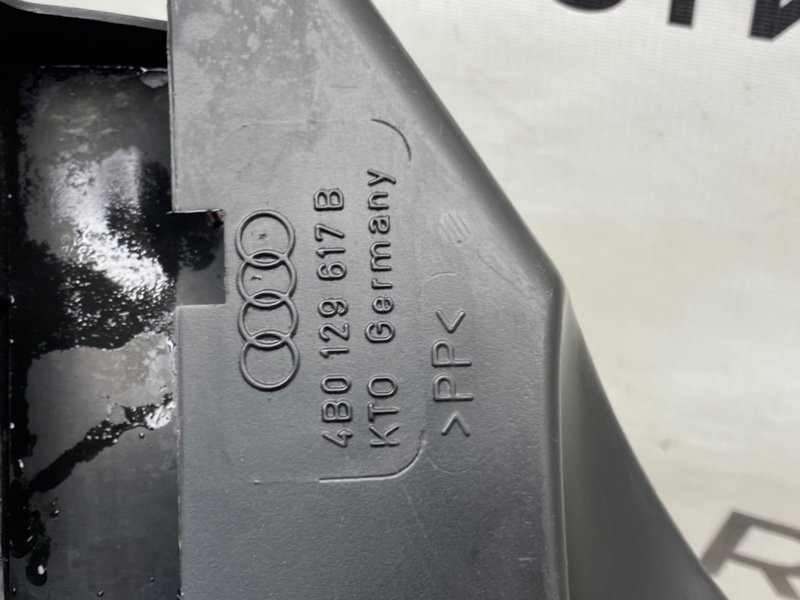 4B0 129 617 B
KTO Germany
>PP<
R